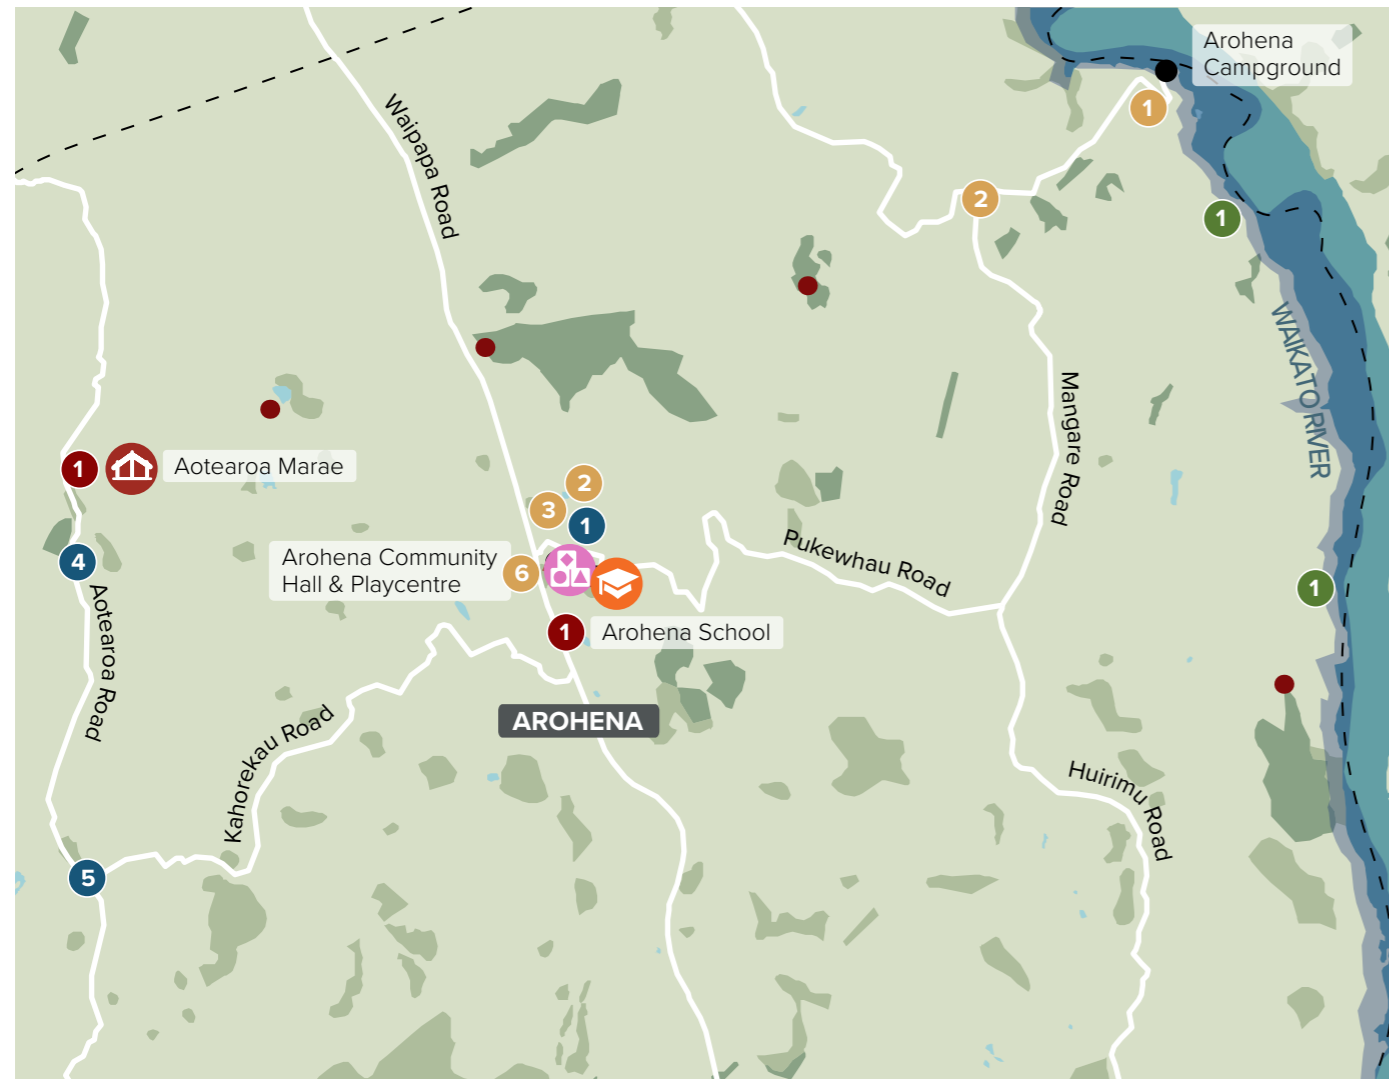 Arohena
Campground
1
Waipapa Road
2
1
WAIKATO RIVER
Mangare Road
1
Aotearoa Marae
2
3
1
4
Arohena Community
Hall & Playcentre
6
Pukewhau Road
1
1
Arohena School
Aotearoa Road
AROHENA
Kahorekau Road
Huirimu Road
5